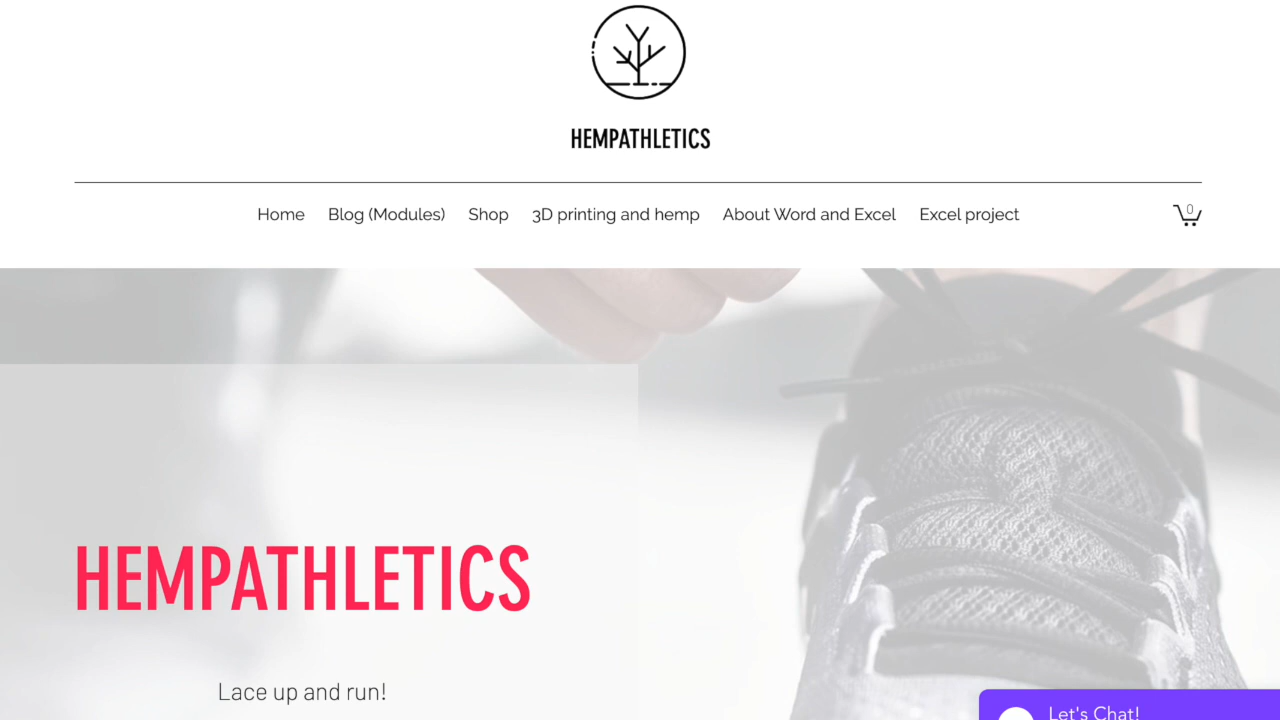 HEMPATHLETICS
Home Blog (Modules) Shop 3D printing and hemp About Word and Excel Excel project 0
HEMPATHLETICS
Lace up and run!
Let's Chat!